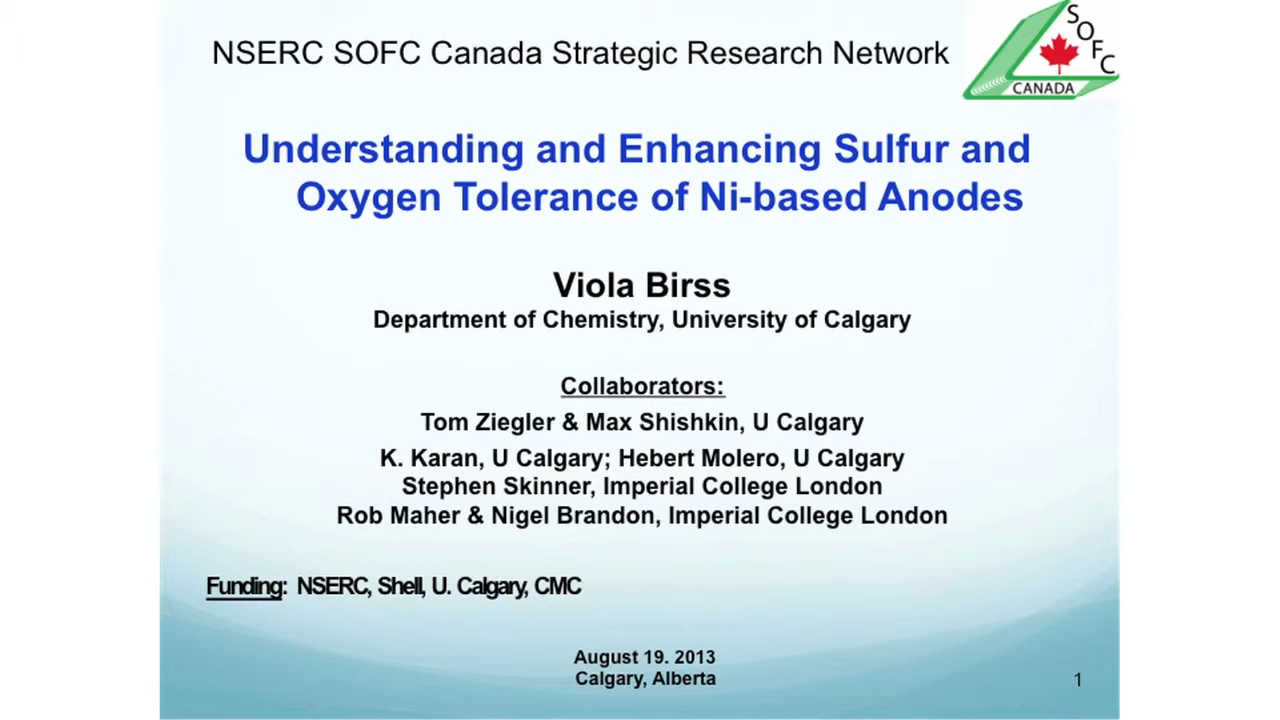 NSERC SOFC Canada Strategic Research Network
SOFC
CANADA
Understanding and Enhancing Sulfur and
Oxygen Tolerance of Ni-based Anodes
Viola Birss
Department of Chemistry, University of Calgary
Collaborators:
Tom Ziegler & Max Shishkin, U Calgary
K. Karan, U Calgary; Hebert Molero, U Calgary
Stephen Skinner, Imperial College London
Rob Maher & Nigel Brandon, Imperial College London
Funding: NSERC, Shell, U. Calgary, CMC
August 19. 2013
Calgary, Alberta
1